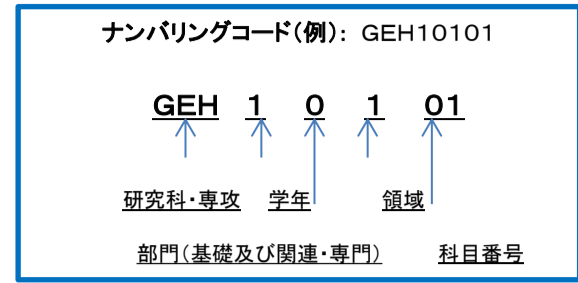 ナンバリングコード(例): GEH10101
GEH 1 0 1 01
研究科・専攻 学年 領域
部門(基礎及び関連・専門) 科目番号